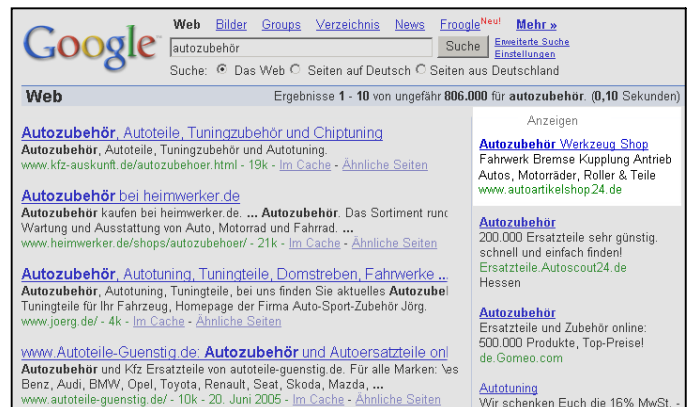 Google
Web Bilder Groups Verzeichnis News Froogle Neu! Mehr »
autozubehör Suche Erweiterte Suche
Einstellungen
Suche: Das Web Seiten auf Deutsch Seiten aus Deutschland
Web Ergebnisse 1 - 10 von ungefähr 806.000 für autozubehör. (0,10 Sekunden)
Autozubehör, Autoteile, Tuningzubehör und Chiptuning
Autozubehör, Autoteile, Tuningzubehör und Autotuning.
www.kfz-auskunft.de/autozubehoer.html - 19k - Im Cache - Ähnliche Seiten
Autozubehör bei heimwerker.de
Autozubehör kaufen bei heimwerker.de. ... Autozubehör. Das Sortiment rund
Wartung und Ausstattung von Auto, Motorrad und Fahrrad. ...
www.heimwerker.de/shops/autozubehoer/ - 21k - Im Cache - Ähnliche Seiten
Autozubehör, Autotuning, Tuningteile, Domstreben, Fahrwerke ...
Autozubehör, Autotuning, Tuningteile, bei uns finden Sie aktuelles Autozubel
Tuningteile für Ihr Fahrzeug, Homepage der Firma Auto-Sport-Zubehör Jörg.
www.joerg.de/ - 4k - Im Cache - Ähnliche Seiten
www.Autoteile-Guenstig.de: Autozubehör und Autoersatzteile onl
Autozubehör und Kfz Ersatzteile von autoteile-guenstig.de. Für alle Marken: Ves
Benz, Audi, BMW, Opel, Toyota, Renault, Seat, Skoda, Mazda, ...
www.autoteile-guenstig.de/ - 10k - 20. Juni 2005 - Im Cache - Ähnliche Seiten
Anzeigen
Autozubehör Werkzeug Shop
Fahrwerk Bremse Kupplung Antrieb
Autos, Motorräder, Roller & Teile
www.autoartikelshop24.de
Autozubehör
200.000 Ersatzteile sehr günstig.
schnell und einfach finden!
Ersatzteile.Autoscout24.de
Hessen
Autozubehör
Ersatzteile und Zubehör online:
500.000 Produkte, Top-Preise!
de.Gomeo.com
Autotuning
Wir schenken Euch die 16% MwSt. -